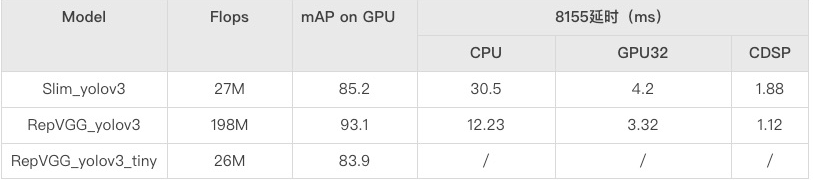 Model Flops mAP on GPU 8155延时（ms）
CPU GPU32 CDSP
Slim_yolov3 27M 85.2 30.5 4.2 1.88
RepVGG_yolov3 198M 93.1 12.23 3.32 1.12
RepVGG_yolov3_tiny 26M 83.9 / / /